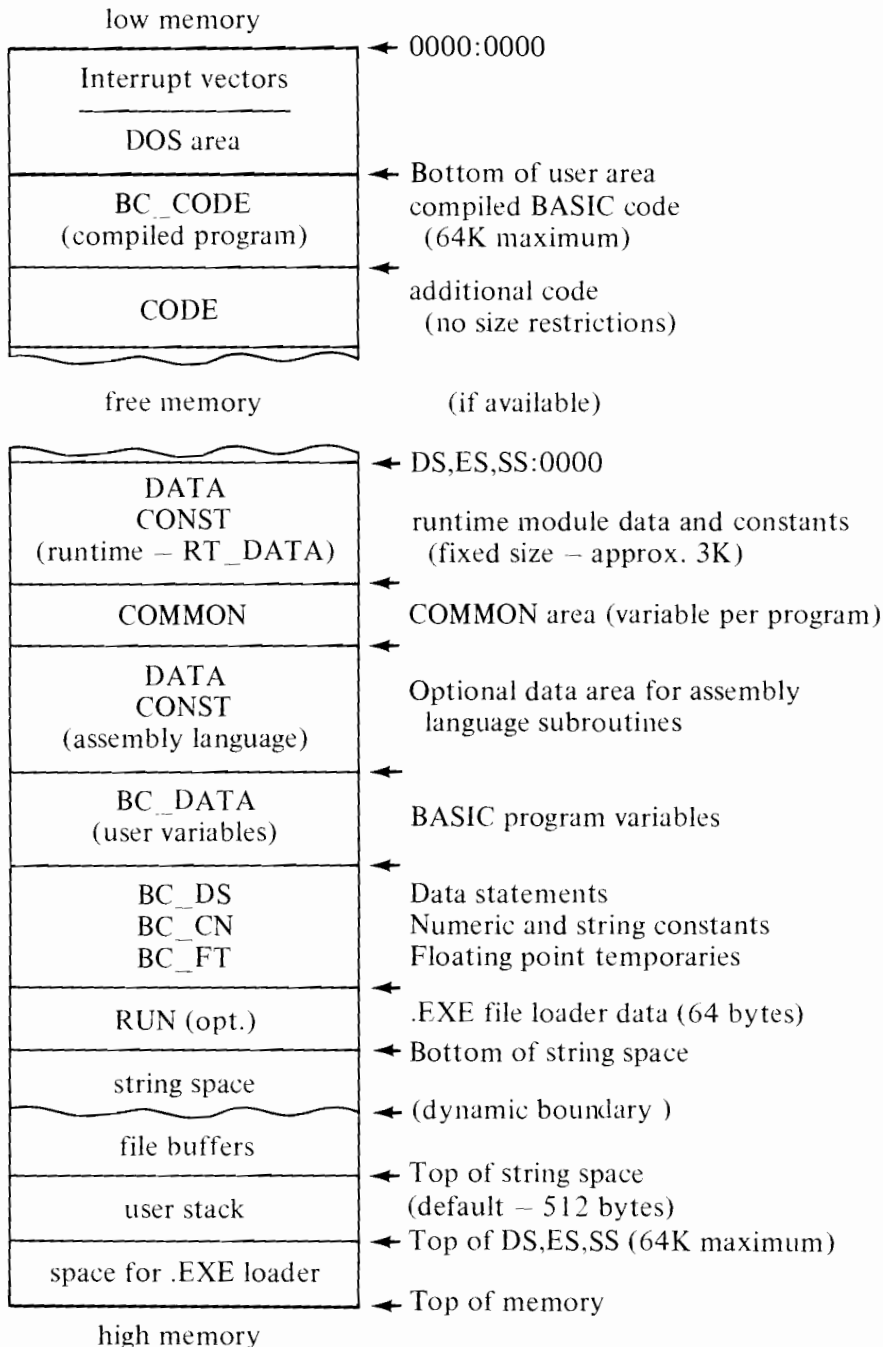 low memory
0000:0000
Interrupt vectors
DOS area
Bottom of user area
BC_CODE
compiled BASIC code
(compiled program)
(64K maximum)
CODE
additional code
(no size restrictions)
free memory
(if available)
DS,ES,SS:0000
DATA
CONST
(runtime – RT_DATA)
runtime module data and constants
(fixed size – approx. 3K)
COMMON
COMMON area (variable per program)
DATA
CONST
(assembly language)
Optional data area for assembly
language subroutines
BC_DATA
(user variables)
BASIC program variables
BC_DS
Data statements
BC_CN
Numeric and string constants
BC_FT
Floating point temporaries
RUN (opt.)
.EXE file loader data (64 bytes)
Bottom of string space
string space
(dynamic boundary )
file buffers
Top of string space
user stack
(default – 512 bytes)
Top of DS,ES,SS (64K maximum)
space for .EXE loader
Top of memory
high memory